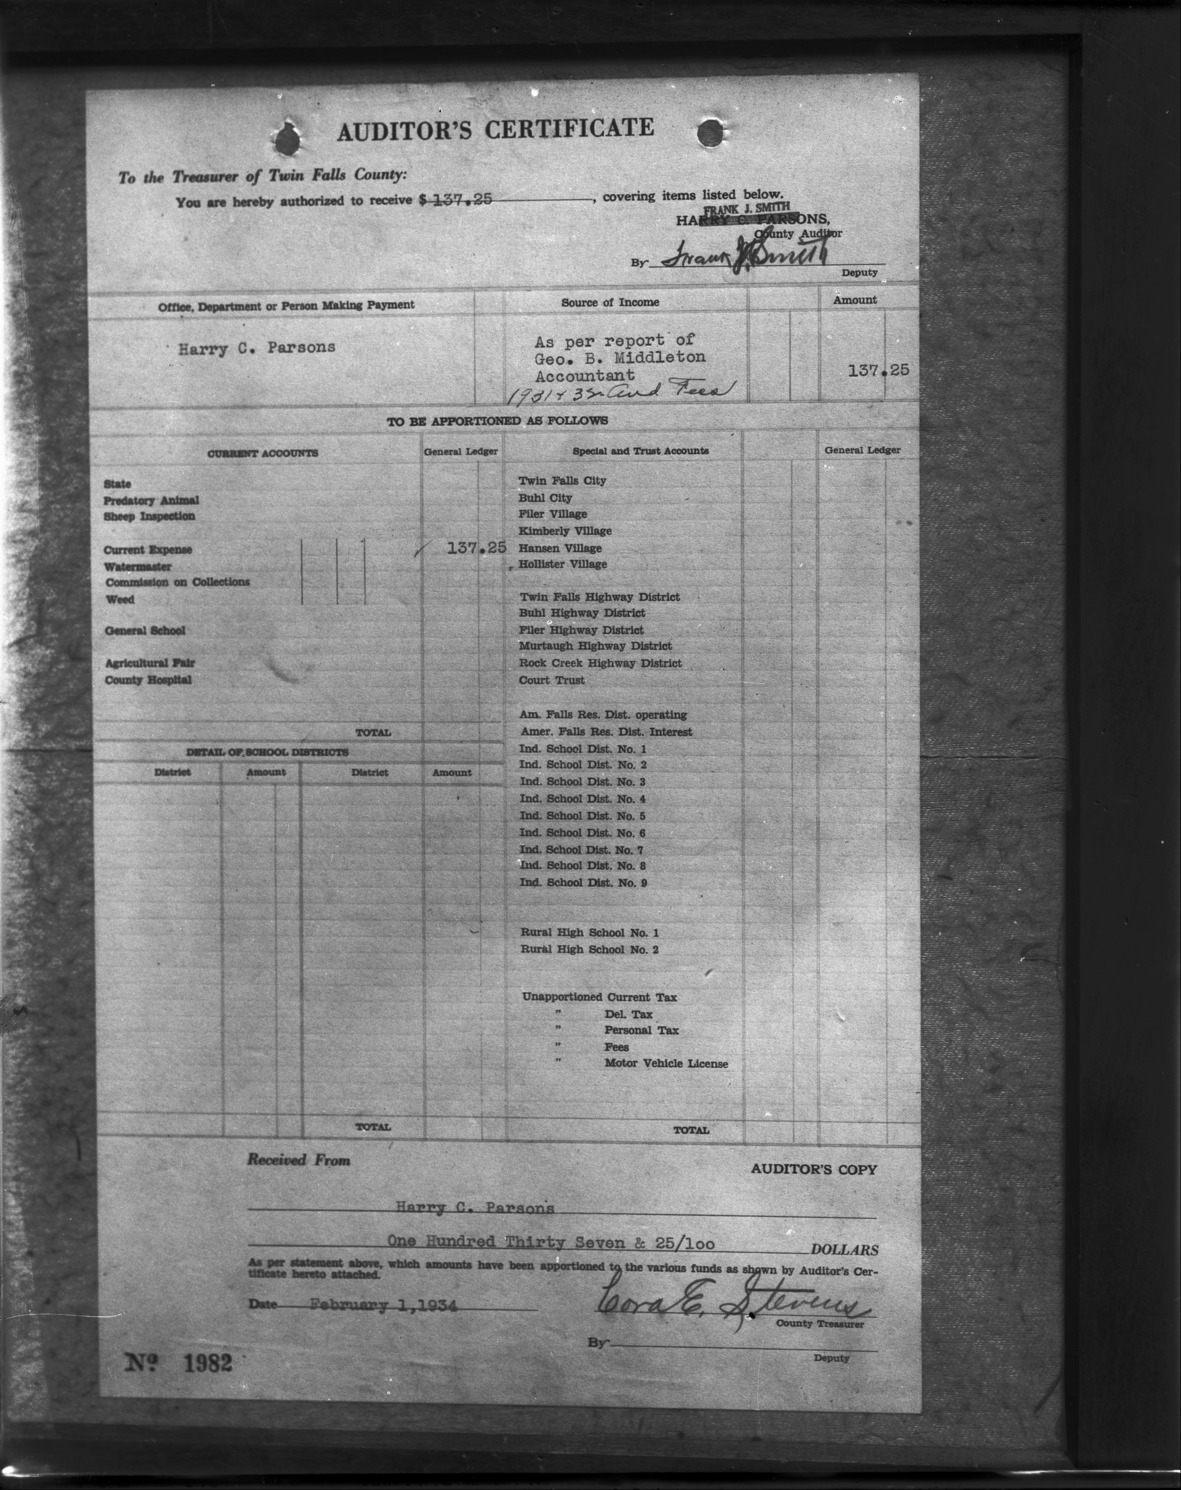 AUDITOR'S CERTIFICATE
To the Treasurer of Twin Falls County:
You are hereby authorized to receive $ 137.25, covering items listed below.
FRANK J. SMITH
HARRY C. PARSONS,
County Auditor
By Frank J. Smith
Deputy
Office, Department or Person Making Payment
Source of Income
Amount
Harry C. Parsons
As per report of
Geo. B. Middleton
Accountant
137.25
1931 & 32 Aud Fees
TO BE APPORTIONED AS FOLLOWS
CURRENT ACCOUNTS
General Ledger
Special and Trust Accounts
General Ledger
State
Predatory Animal
Sheep Inspection
Current Expense 137.25
Watermaster
Commission on Collections
Weed
General School
Agricultural Fair
County Hospital
TOTAL
DETAIL OF SCHOOL DISTRICTS
District Amount District Amount
TOTAL
Twin Falls City
Buhl City
Filer Village
Kimberly Village
Hansen Village
Hollister Village
Twin Falls Highway District
Buhl Highway District
Filer Highway District
Murtaugh Highway District
Rock Creek Highway District
Court Trust
Am. Falls Res. Dist. operating
Amer. Falls Res. Dist. Interest
Ind. School Dist. No. 1
Ind. School Dist. No. 2
Ind. School Dist. No. 3
Ind. School Dist. No. 4
Ind. School Dist. No. 5
Ind. School Dist. No. 6
Ind. School Dist. No. 7
Ind. School Dist. No. 8
Ind. School Dist. No. 9
Rural High School No. 1
Rural High School No. 2
Unapportioned Current Tax
" Del. Tax
" Personal Tax
" Fees
" Motor Vehicle License
TOTAL
Received From
AUDITOR'S COPY
Harry C. Parsons
One Hundred Thirty Seven & 25/100 DOLLARS
As per statement above, which amounts have been apportioned to the various funds as shown by Auditor's Cer-
tificate hereto attached.
Date February 1,1934
Cora E. Stevens
County Treasurer
By
Deputy
Nº 1982